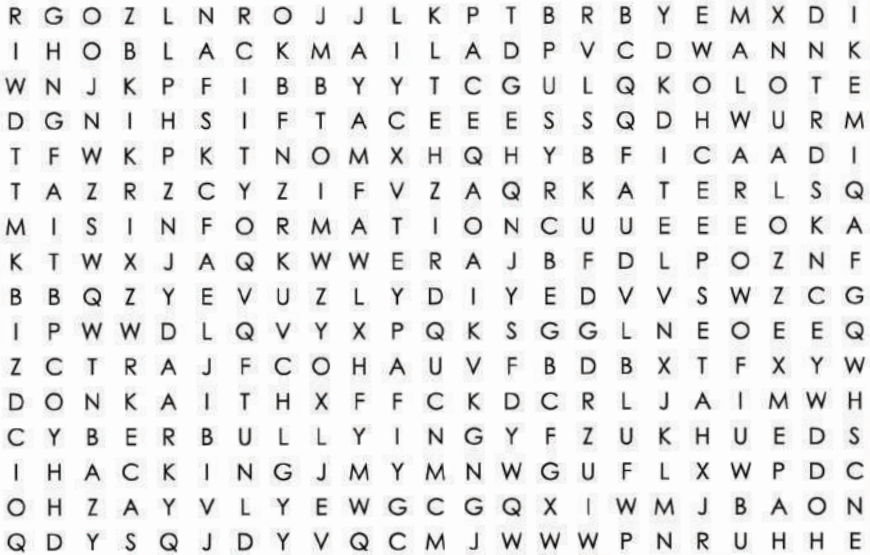 R G O Z L N R O J J L K P T B R B Y E M X D I
I H O B L A C K M A I L A D P V C D W A N N K
W N J K P F I B B Y Y T C G U L Q K O L O T E
D G N I H S I F T A C E E E S S Q D H W U R M
T F W K P K T N O M X H Q H Y B F I C A A D I
T A Z R Z C Y Z I F V Z A Q R K A T E R L S Q
M I S I N F O R M A T I O N C U U E E E O K A
K T W X J A Q K W W E R A J B F D L P O Z N F
B B Q Z Y E V U Z L Y D I Y E D V V S W Z C G
I P W W D L Q V Y X P Q K S G G L N E O E E Q
Z C T R A J F C O H A U V F B D B X T F X Y W
D O N K A I T H X F F C K D C R L J A I M W H
C Y B E R B U L L Y I N G Y F Z U K H U E D S
I H A C K I N G J M Y M N W G U F L X W P D C
O H Z A Y V L Y E W G C G Q X I W M J B A O N
Q D Y S Q J D Y V Q C M J W W W P N R U H H E